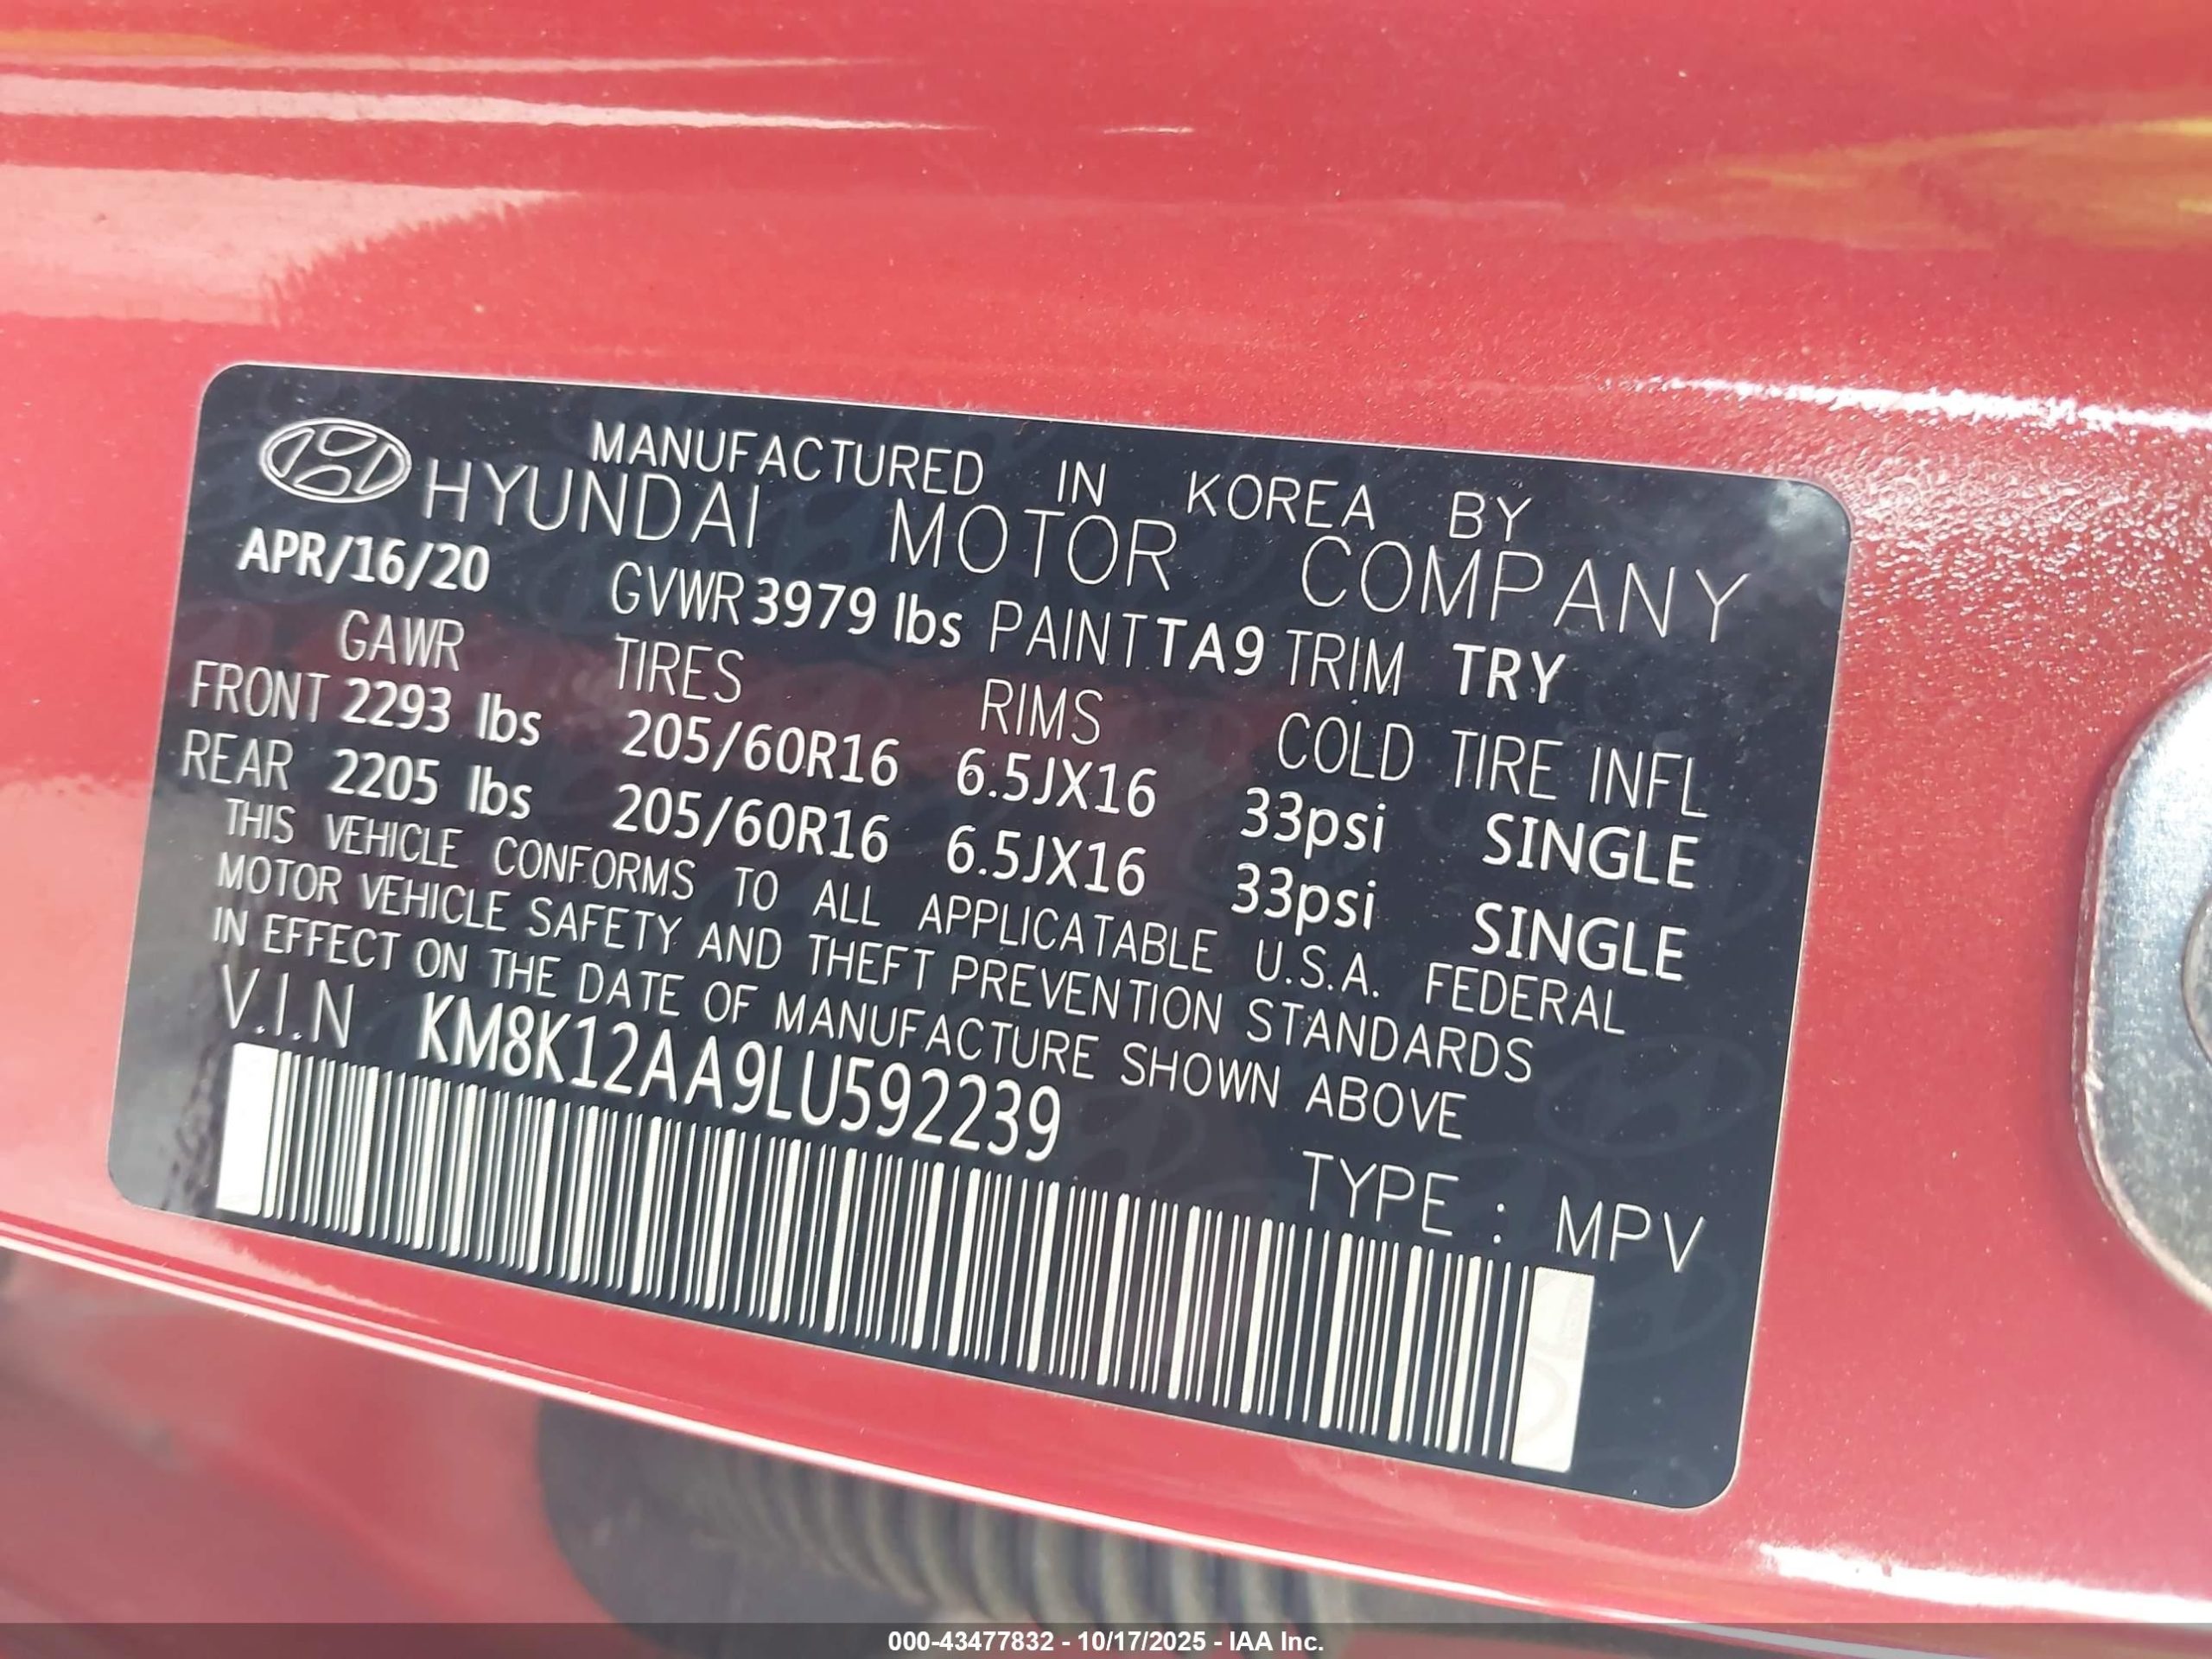 MANUFACTURED IN KOREA BY
HYUNDAI MOTOR COMPANY
APR/16/20 GVWR 3979 lbs PAINT TA9 TRIM TRY
GAWR TIRES RIMS COLD TIRE INFL
FRONT 2293 lbs 205/60R16 6.5JX16 33psi SINGLE
REAR 2205 lbs 205/60R16 6.5JX16 33psi SINGLE
THIS VEHICLE CONFORMS TO ALL APPLICATABLE U.S.A. FEDERAL
MOTOR VEHICLE SAFETY AND THEFT PREVENTION STANDARDS
IN EFFECT ON THE DATE OF MANUFACTURE SHOWN ABOVE
V.I.N KM8K12AA9LU592239
TYPE : MPV
000-43477832 - 10/17/2025 - IAA Inc.